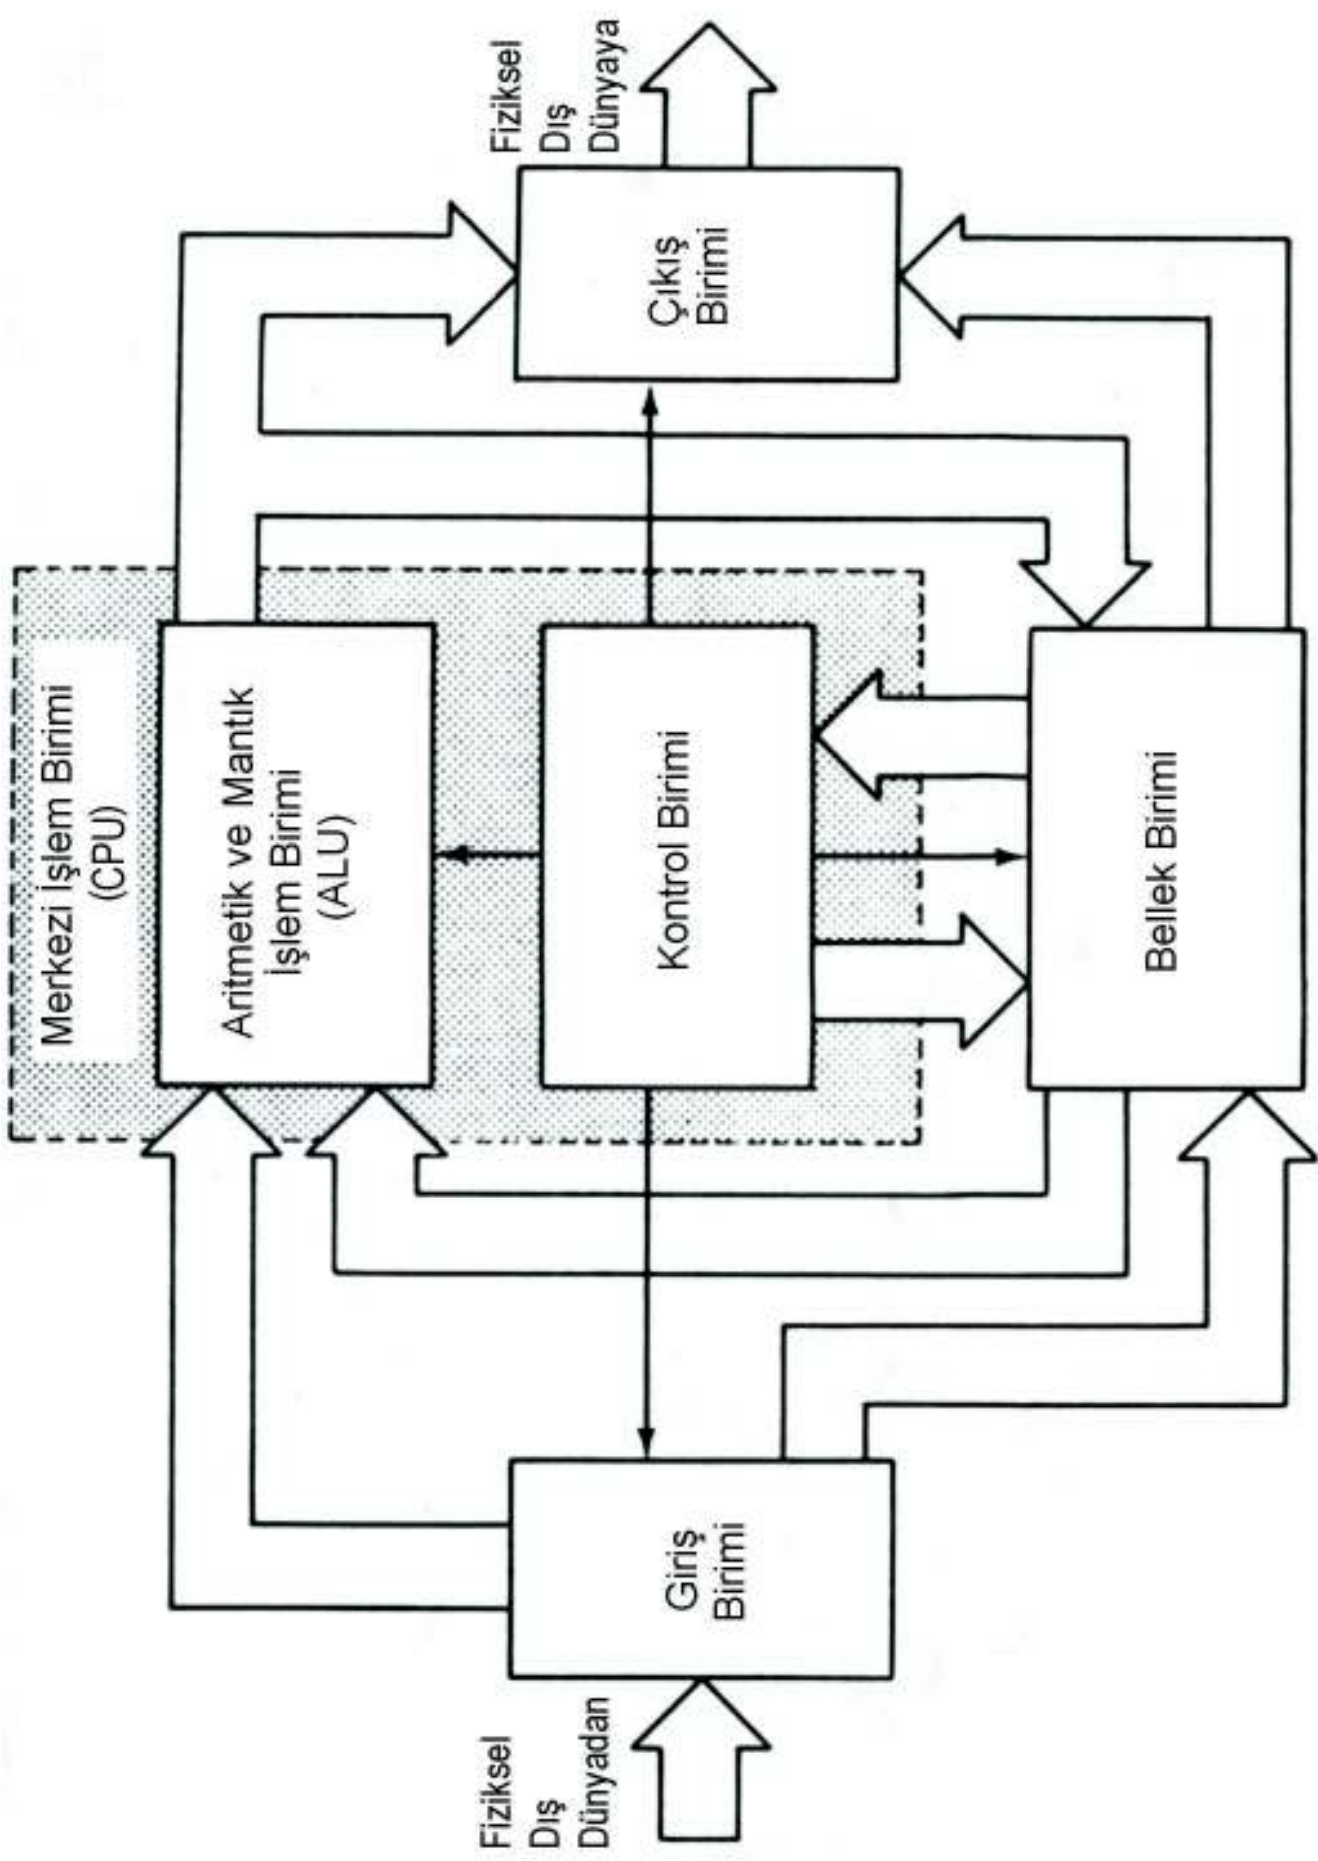 Merkezi İşlem Birimi
(CPU)
Aritmetik ve Mantık
İşlem Birimi
(ALU)
Fiziksel
Dış
Dünyadan
Giriş
Birimi
Kontrol Birimi
Çıkış
Birimi
Fiziksel
Dış
Dünyaya
Bellek Birimi